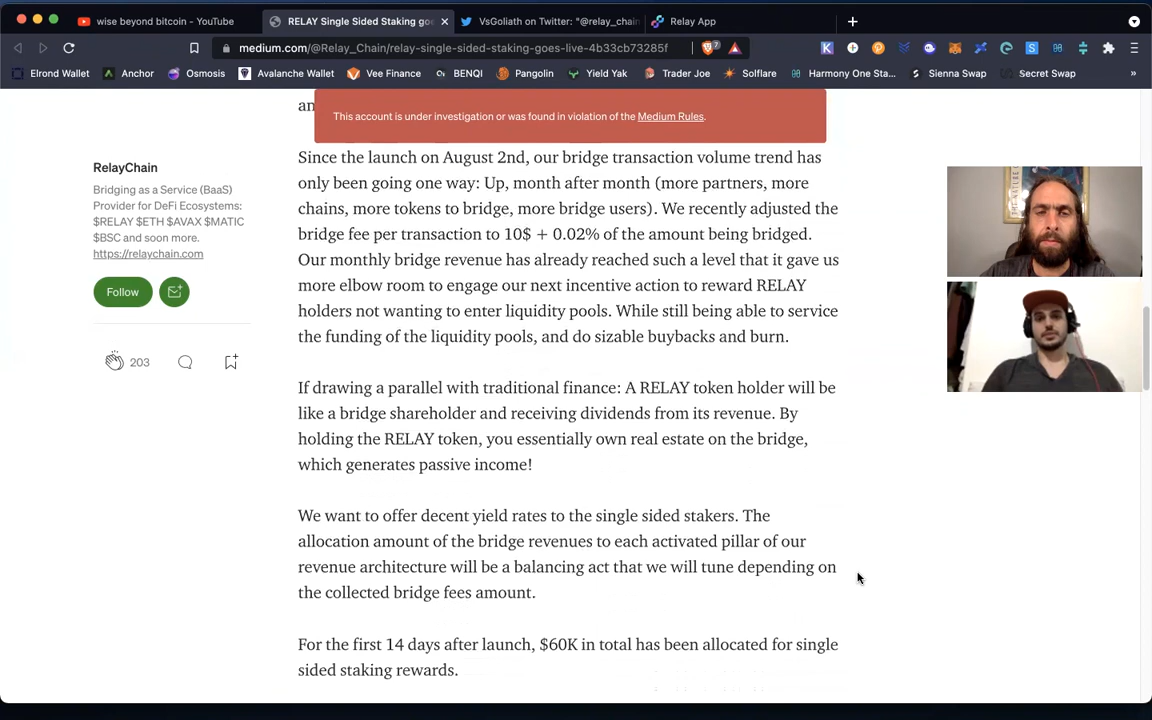 wise beyond bitcoin - YouTube
RELAY Single Sided Staking go
VsGoliath on Twitter: "@relay_chain
Relay App
medium.com/@Relay_Chain/relay-single-sided-staking-goes-live-4b33cb73285f
Elrond Wallet
Anchor
Osmosis
Avalanche Wallet
Vee Finance
BENQI
Pangolin
Yield Yak
Trader Joe
Solflare
Harmony One Sta...
Sienna Swap
Secret Swap
an
This account is under investigation or was found in violation of the Medium Rules.
Since the launch on August 2nd, our bridge transaction volume trend has
only been going one way: Up, month after month (more partners, more
chains, more tokens to bridge, more bridge users). We recently adjusted the
bridge fee per transaction to 10$ + 0.02% of the amount being bridged.
Our monthly bridge revenue has already reached such a level that it gave us
more elbow room to engage our next incentive action to reward RELAY
holders not wanting to enter liquidity pools. While still being able to service
the funding of the liquidity pools, and do sizable buybacks and burn.
RelayChain
Bridging as a Service (BaaS)
Provider for DeFi Ecosystems:
$RELAY $ETH $AVAX $MATIC
$BSC and soon more.
https://relaychain.com
Follow
203
If drawing a parallel with traditional finance: A RELAY token holder will be
like a bridge shareholder and receiving dividends from its revenue. By
holding the RELAY token, you essentially own real estate on the bridge,
which generates passive income!
We want to offer decent yield rates to the single sided stakers. The
allocation amount of the bridge revenues to each activated pillar of our
revenue architecture will be a balancing act that we will tune depending on
the collected bridge fees amount.
For the first 14 days after launch, $60K in total has been allocated for single
sided staking rewards.